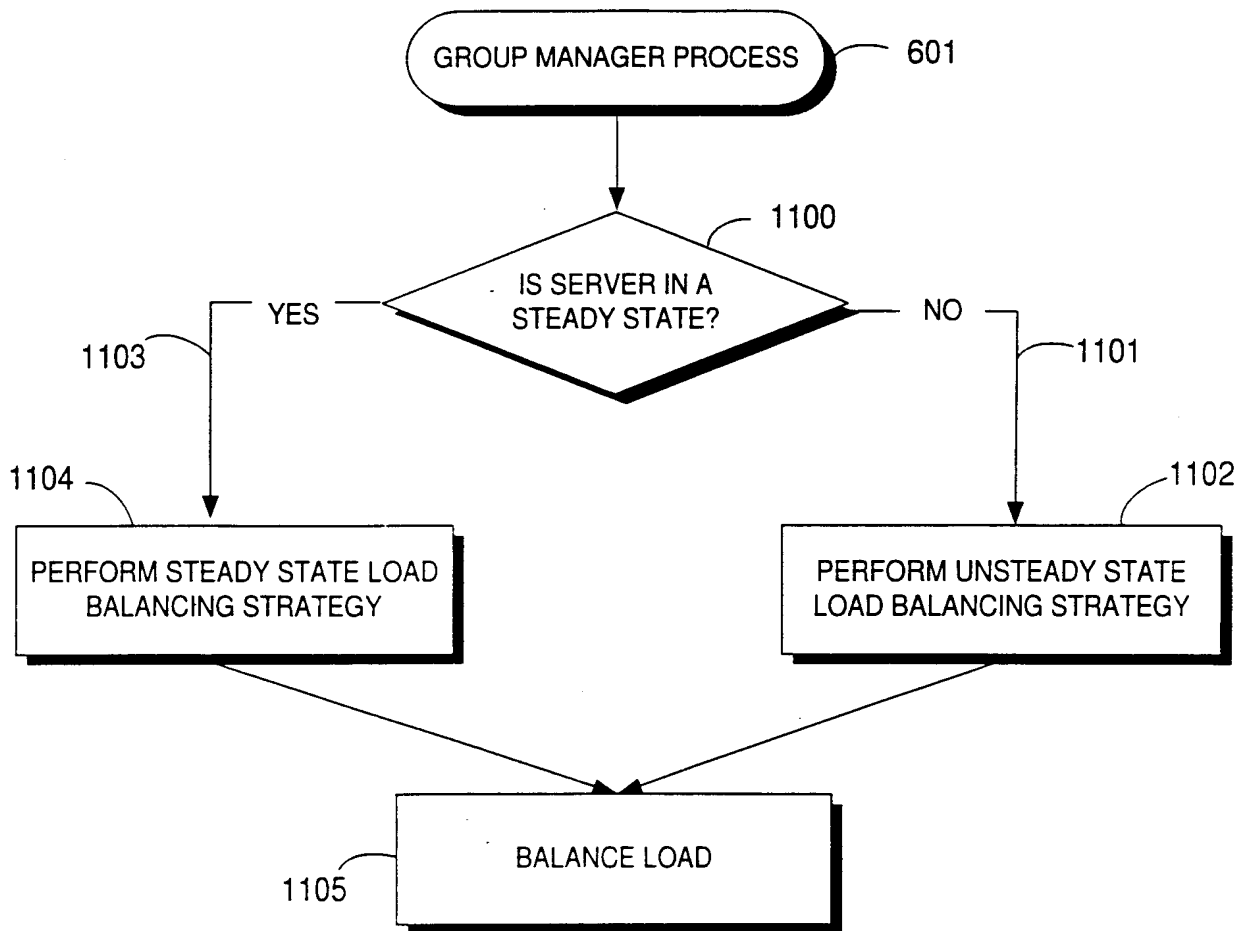 GROUP MANAGER PROCESS
601
1100
IS SERVER IN A
STEADY STATE?
YES
NO
1103
1101
1104
1102
PERFORM STEADY STATE LOAD
BALANCING STRATEGY
PERFORM UNSTEADY STATE
LOAD BALANCING STRATEGY
BALANCE LOAD
1105